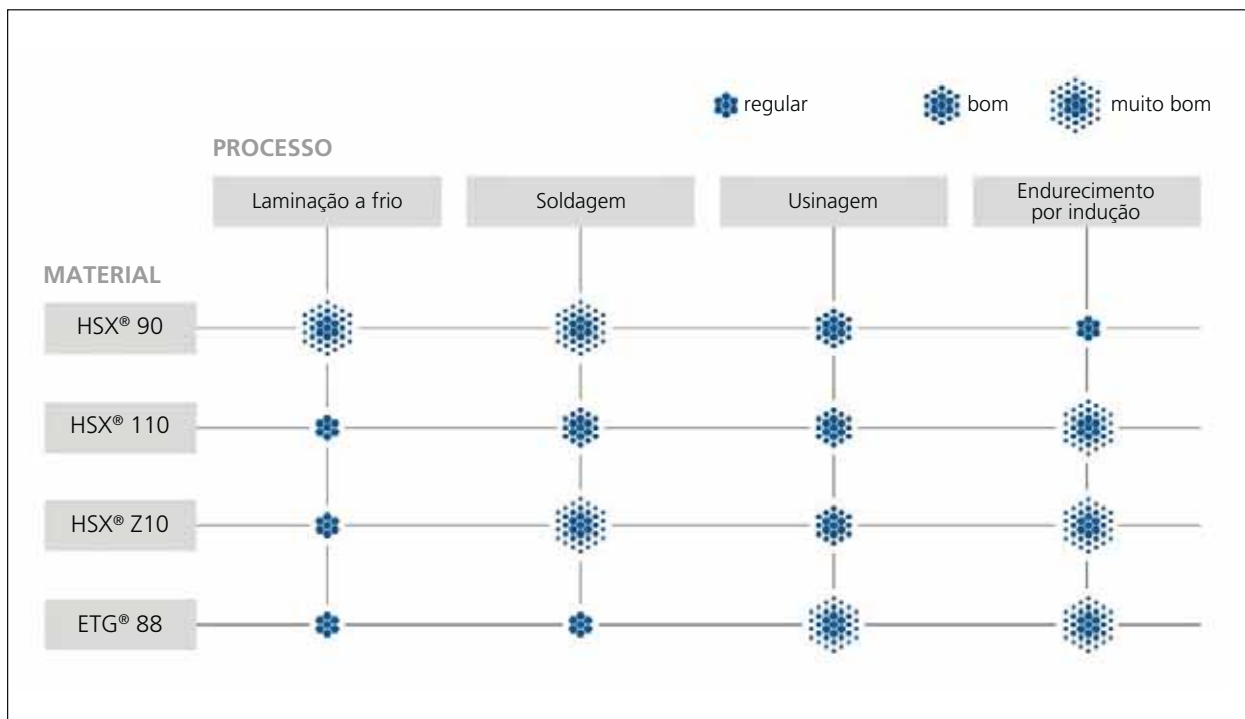 regular bom muito bom
PROCESSO
Laminação a frio Soldagem Usinagem Endurecimento
por indução
MATERIAL
HSX® 90
HSX® 110
HSX® Z10
ETG® 88